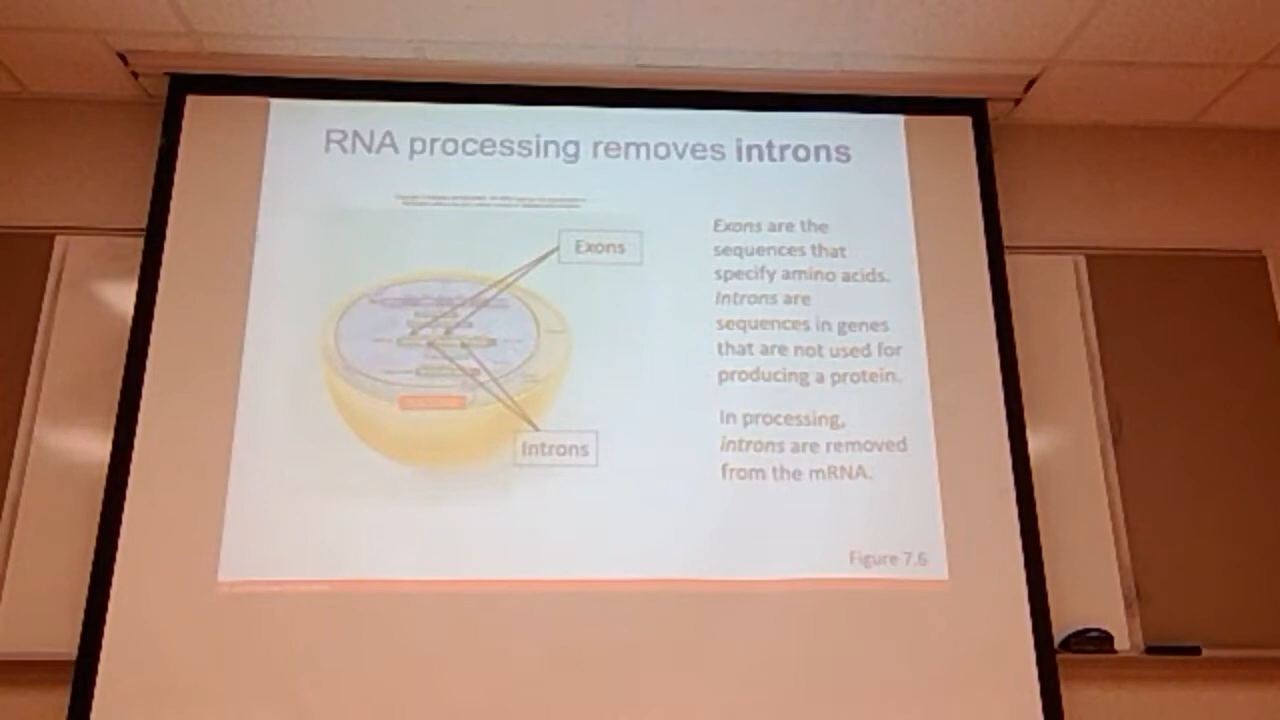 RNA processing removes introns
Exons
Exons are the
sequences that
specify amino acids.
Introns are
sequences in genes
that are not used for
producing a protein.
Introns
In processing,
introns are removed
from the mRNA.
Figure 7.6